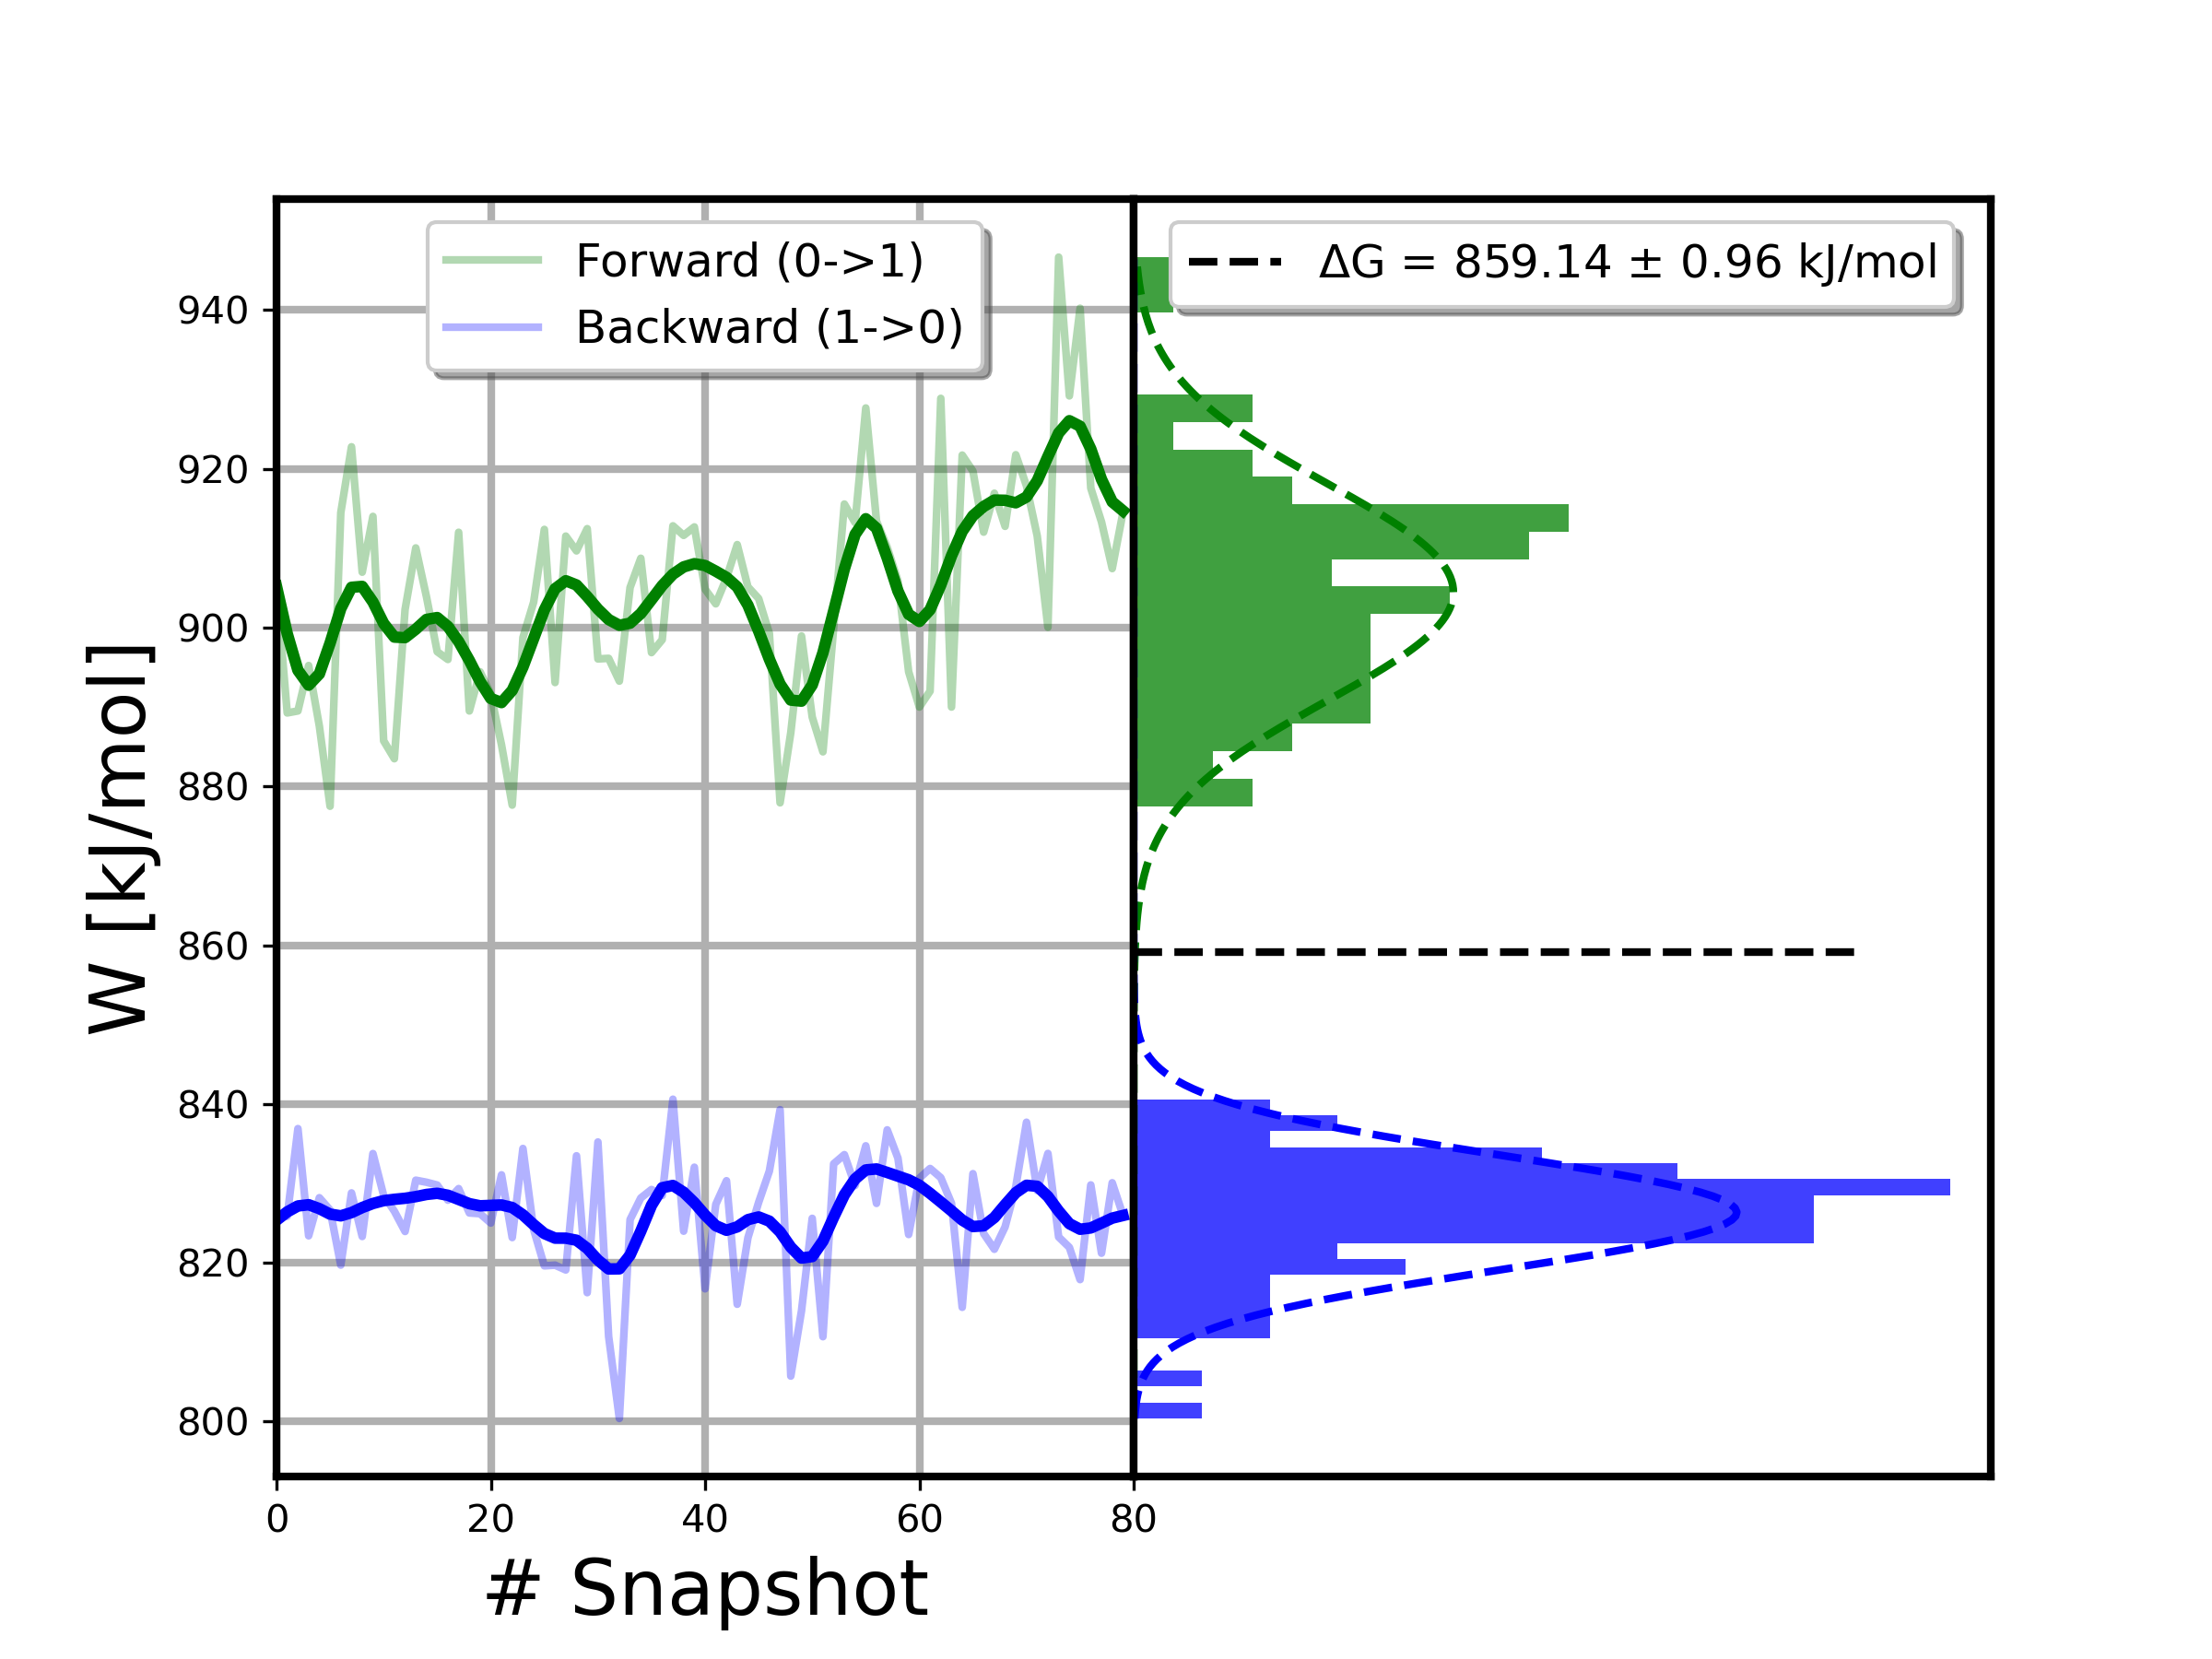 Forward (0->1)
Backward (1->0)
ΔG = 859.14 ± 0.96 kJ/mol
W [kJ/mol]
940
920
900
880
860
840
820
800
0 20 40 60 80
# Snapshot